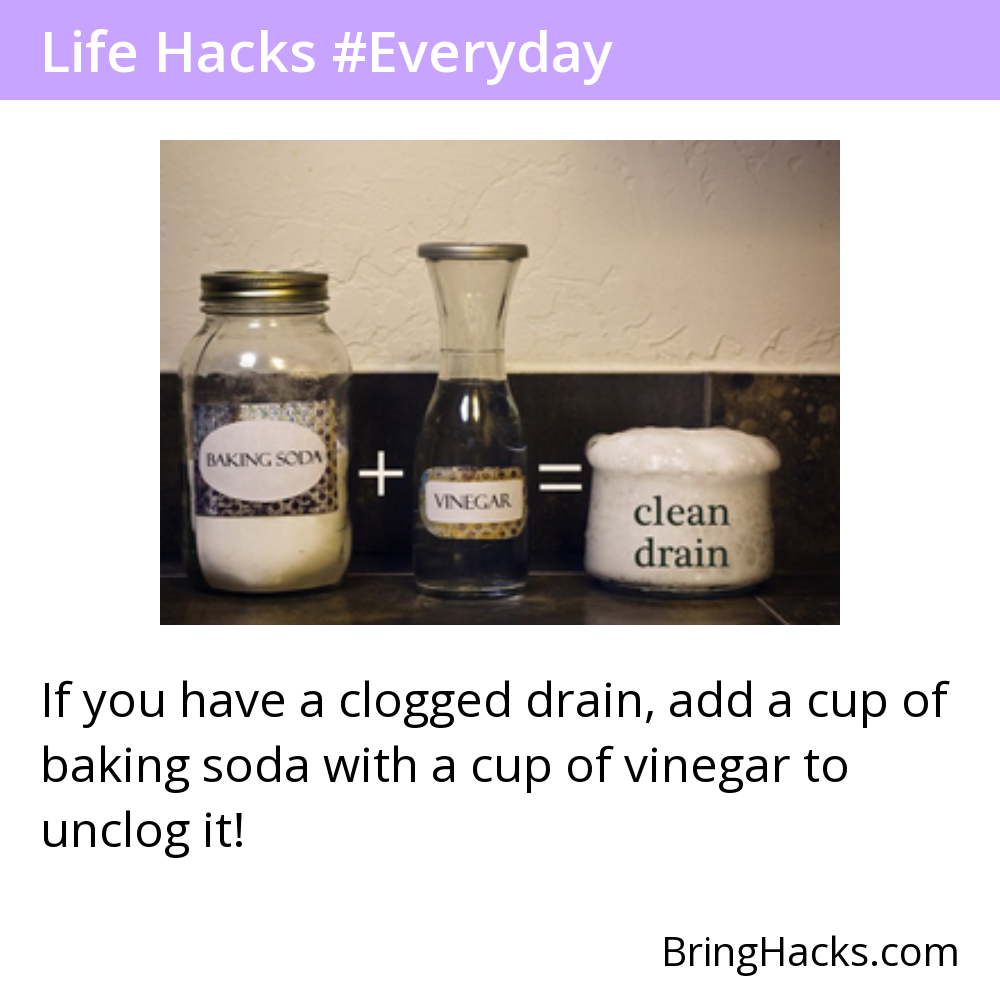 Life Hacks #Everyday
BAKING SODA
+
VINEGAR
=
clean
drain
If you have a clogged drain, add a cup of
baking soda with a cup of vinegar to
unclog it!
BringHacks.com